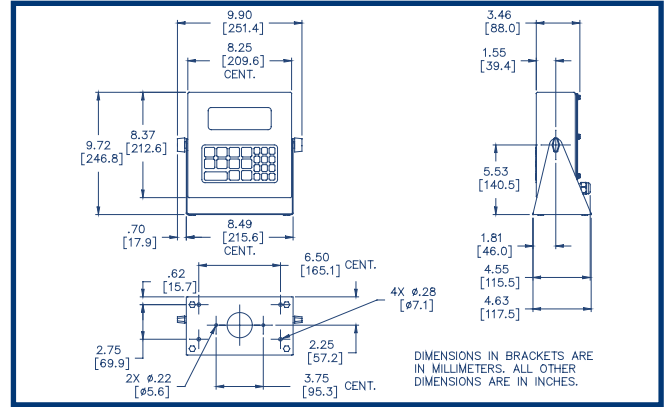 9.90
[251.4]
8.25
[209.6]
CENT.
9.72
[246.8]
8.37
[212.6]
.70
[17.9]
8.49
[215.6]
CENT.
3.46
[88.0]
1.55
[39.4]
5.53
[140.5]
1.81
[46.0]
4.55
[115.5]
4.63
[117.5]
6.50
[165.1] CENT.
.62
[15.7]
4X ø.28
[ø7.1]
2.75
[69.9]
2.25
[57.2]
2X ø.22
[ø5.6]
3.75
[95.3] CENT.
DIMENSIONS IN BRACKETS ARE
IN MILLIMETERS. ALL OTHER
DIMENSIONS ARE IN INCHES.